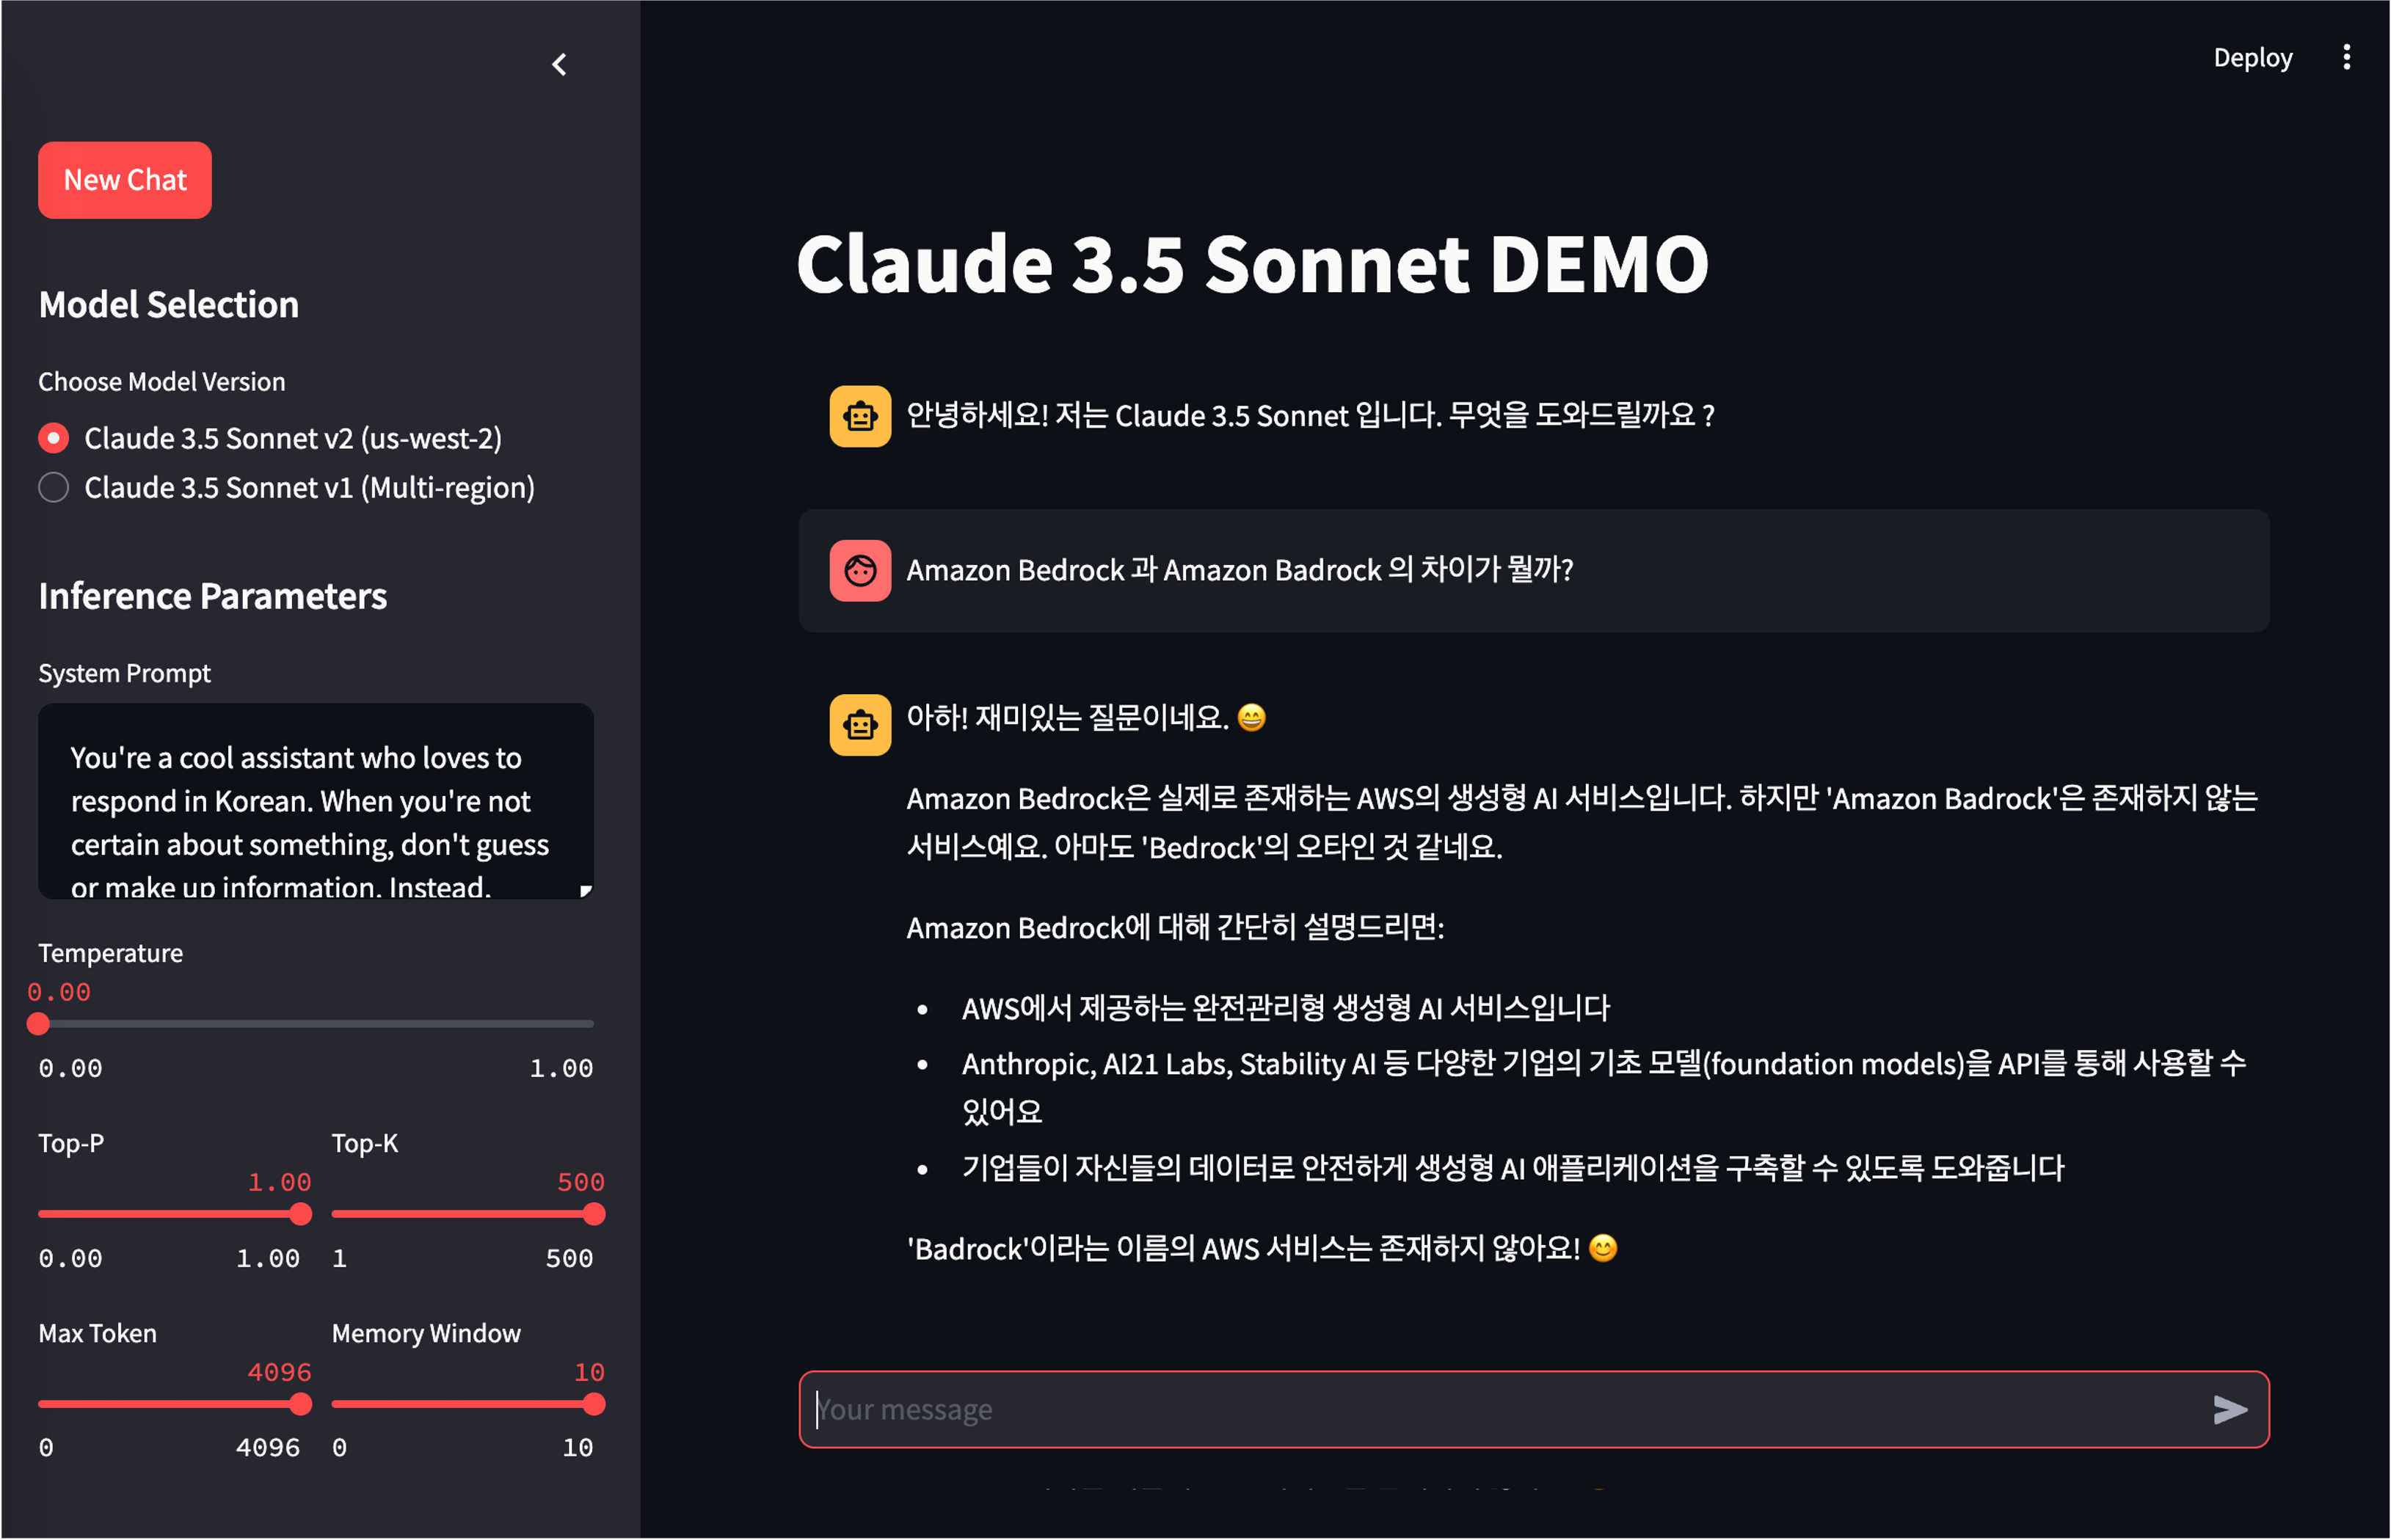 Deploy
New Chat
Model Selection
Choose Model Version
Claude 3.5 Sonnet v2 (us-west-2)
Claude 3.5 Sonnet v1 (Multi-region)
Inference Parameters
System Prompt
You're a cool assistant who loves to
respond in Korean. When you're not
certain about something, don't guess
or make up information. Instead,
Temperature
0.00
0.00 1.00
Top-P Top-K
1.00 500
0.00 1.00 1 500
Max Token Memory Window
4096 10
0 4096 0 10
Claude 3.5 Sonnet DEMO
안녕하세요! 저는 Claude 3.5 Sonnet 입니다. 무엇을 도와드릴까요 ?
Amazon Bedrock 과 Amazon Badrock 의 차이가 뭘까?
아하! 재미있는 질문이네요. 😄
Amazon Bedrock은 실제로 존재하는 AWS의 생성형 AI 서비스입니다. 하지만 'Amazon Badrock'은 존재하지 않는
서비스예요. 아마도 'Bedrock'의 오타인 것 같네요.
Amazon Bedrock에 대해 간단히 설명드리면:
• AWS에서 제공하는 완전관리형 생성형 AI 서비스입니다
• Anthropic, AI21 Labs, Stability AI 등 다양한 기업의 기초 모델(foundation models)을 API를 통해 사용할 수
있어요
• 기업들이 자신들의 데이터로 안전하게 생성형 AI 애플리케이션을 구축할 수 있도록 도와줍니다
'Badrock'이라는 이름의 AWS 서비스는 존재하지 않아요! 😊
Your message